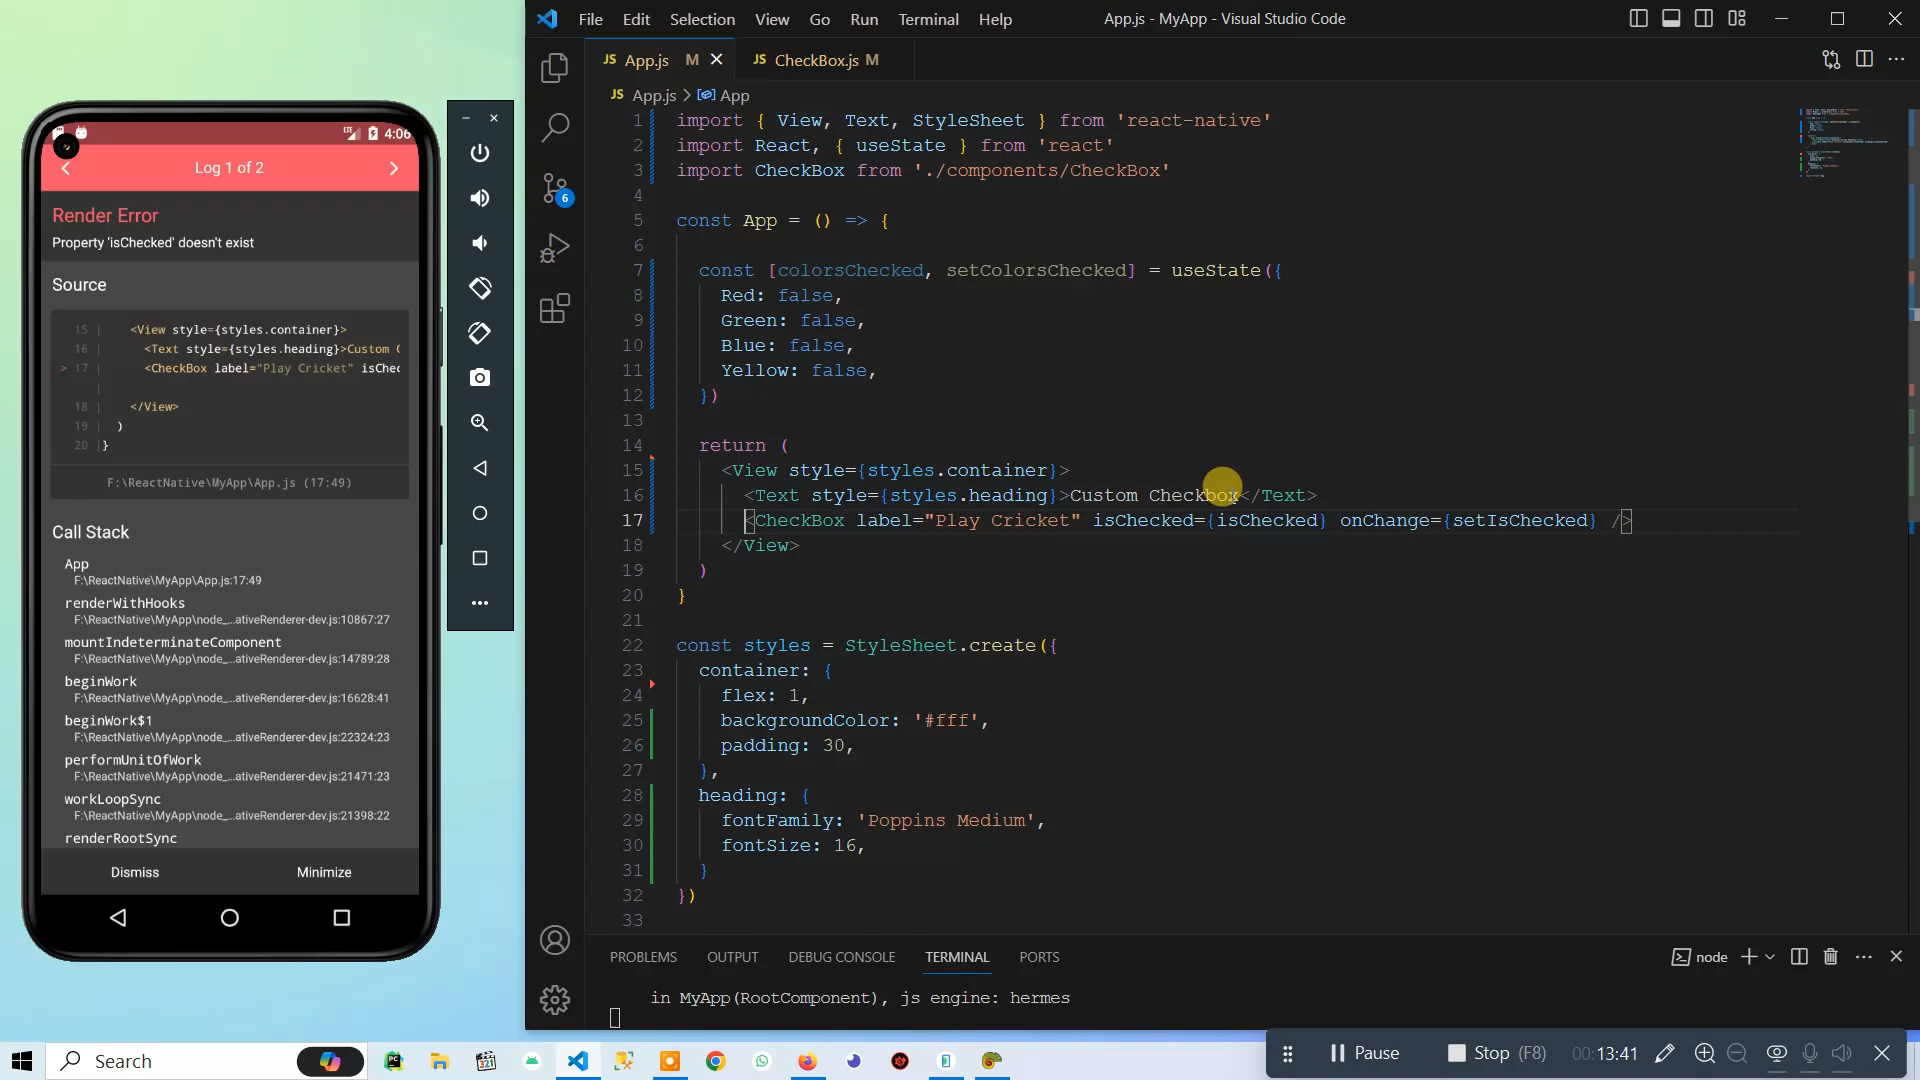 LTE 4:06
Log 1 of 2
Render Error
Property 'isChecked' doesn't exist
Source
15 | <View style={styles.container}>
16 | <Text style={styles.heading}>Custom C
> 17 | <CheckBox label="Play Cricket" isChec
|
18 | </View>
19 | )
20 |}
F:\ReactNative\MyApp\App.js (17:49)
Call Stack
App
F:\ReactNative\MyApp\App.js:17:49
renderWithHooks
F:\ReactNative\MyApp\node_...ativeRenderer-dev.js:10867:27
mountIndeterminateComponent
F:\ReactNative\MyApp\node_...ativeRenderer-dev.js:14789:28
beginWork
F:\ReactNative\MyApp\node_...ativeRenderer-dev.js:16628:41
beginWork$1
F:\ReactNative\MyApp\node_...ativeRenderer-dev.js:22324:23
performUnitOfWork
F:\ReactNative\MyApp\node_...ativeRenderer-dev.js:21471:23
workLoopSync
F:\ReactNative\MyApp\node_...ativeRenderer-dev.js:21398:22
renderRootSync
Dismiss Minimize
File Edit Selection View Go Run Terminal Help App.js - MyApp - Visual Studio Code
JS App.js M JS CheckBox.js M
JS App.js > App
6
1 import { View, Text, StyleSheet } from 'react-native'
2 import React, { useState } from 'react'
3 import CheckBox from './components/CheckBox'
4
5 const App = () => {
6
7 const [colorsChecked, setColorsChecked] = useState({
8 Red: false,
9 Green: false,
10 Blue: false,
11 Yellow: false,
12 })
13
14 return (
15 <View style={styles.container}>
16 <Text style={styles.heading}>Custom Checkbox</Text>
17 <CheckBox label="Play Cricket" isChecked={isChecked} onChange={setIsChecked} />
18 </View>
19 )
20 }
21
22 const styles = StyleSheet.create({
23 container: {
24 flex: 1,
25 backgroundColor: '#fff',
26 padding: 30,
27 },
28 heading: {
29 fontFamily: 'Poppins Medium',
30 fontSize: 16,
31 }
32 })
33
PROBLEMS OUTPUT DEBUG CONSOLE TERMINAL PORTS node
in MyApp(RootComponent), js engine: hermes
Search
Pause Stop (F8) 00:13:41